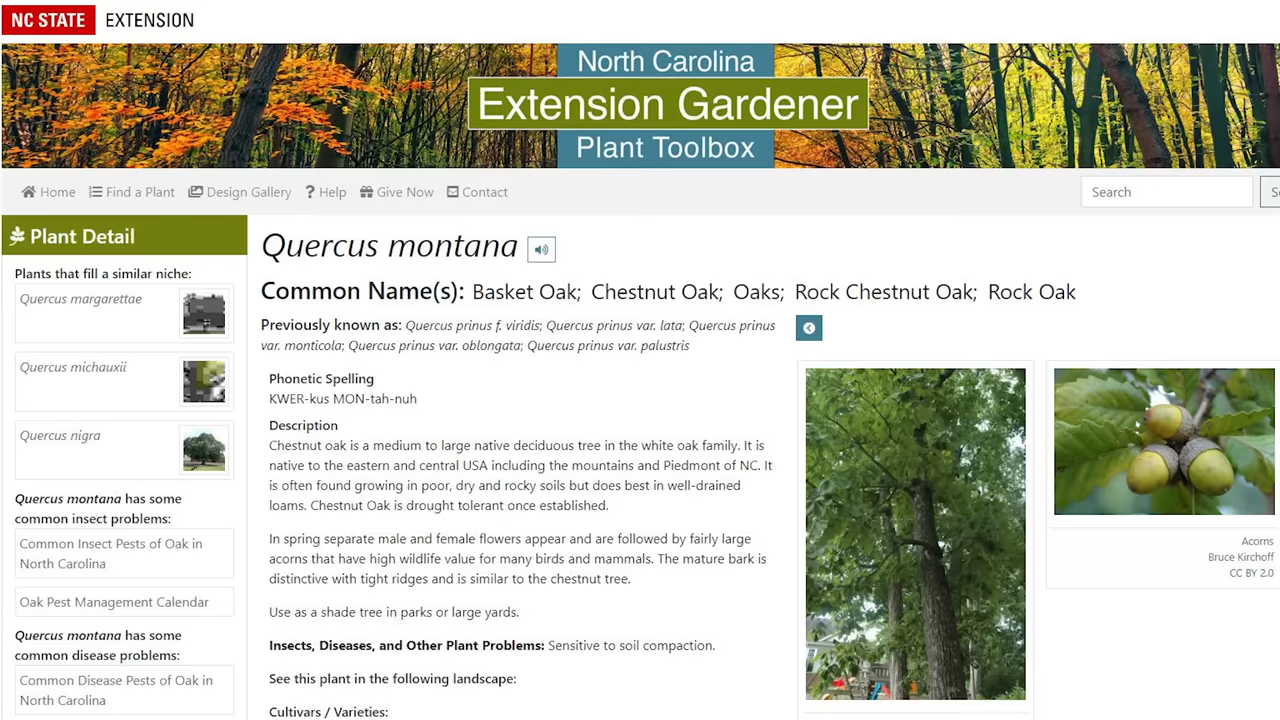 NC STATE EXTENSION
North Carolina
Extension Gardener
Plant Toolbox
Home Find a Plant Design Gallery Help Give Now Contact
Search
Plant Detail
Plants that fill a similar niche:
Quercus margarettae
Quercus michauxii
Quercus nigra
Quercus montana has some
common insect problems:
Common Insect Pests of Oak in
North Carolina
Oak Pest Management Calendar
Quercus montana has some
common disease problems:
Common Disease Pests of Oak in
North Carolina
Quercus montana
Common Name(s): Basket Oak; Chestnut Oak; Oaks; Rock Chestnut Oak; Rock Oak
Previously known as: Quercus prinus f. viridis; Quercus prinus var. lata; Quercus prinus
var. monticola; Quercus prinus var. oblongata; Quercus prinus var. palustris
Phonetic Spelling
KWER-kus MON-tah-nuh
Description
Chestnut oak is a medium to large native deciduous tree in the white oak family. It is
native to the eastern and central USA including the mountains and Piedmont of NC. It
is often found growing in poor, dry and rocky soils but does best in well-drained
loams. Chestnut Oak is drought tolerant once established.
In spring separate male and female flowers appear and are followed by fairly large
acorns that have high wildlife value for many birds and mammals. The mature bark is
distinctive with tight ridges and is similar to the chestnut tree.
Use as a shade tree in parks or large yards.
Insects, Diseases, and Other Plant Problems: Sensitive to soil compaction.
See this plant in the following landscape:
Cultivars / Varieties:
Acorns
Bruce Kirchoff
CC BY 2.0